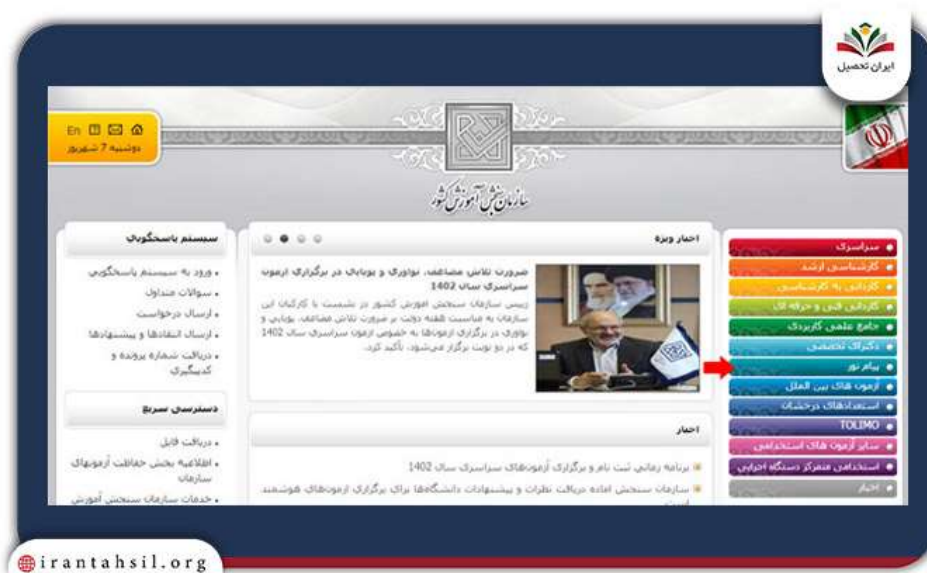 ایران تحصیل
En
دوشنبه 7 شهریور
سازمان سنجش آموزش کشور
سراسری
کارشناسی ارشد
کاردانی به کارشناسی
کاردانی فنی و حرفه ای
جامع علمی کاربردی
دکترای تخصصی
پیام نور
آزمون های بین الملل
استعدادهای درخشان
TOLIMO
سایر آزمون های استخدامی
استخدامی متمرکز دستگاه اجرایی
اخبار
اخبار ویژه
ضرورت تلاش مضاعف، نوآوری و پویایی در برگزاری آزمون
سراسری سال 1402
رییس سازمان سنجش آموزش کشور در نشست با کارکنان این
سازمان به مناسبت هفته دولت بر ضرورت تلاش مضاعف، پویایی و
نوآوری در برگزاری آزمون‌ها به خصوص آزمون سراسری سال 1402
که در دو نوبت برگزار می‌شود، تأکید کرد.
اخبار
برنامه زمانی ثبت نام و برگزاری آزمون‌های سراسری سال 1402
سازمان سنجش آماده دریافت نظرات و پیشنهادات دانشگاه‌ها برای برگزاری آزمون‌های هوشمند
است
سیستم پاسخگویی
ورود به سیستم پاسخگویی
سوالات متداول
ارسال درخواست
ارسال انتقادها و پیشنهادها
دریافت شماره پرونده و
کدپیگیری
دسترسی سریع
دریافت فایل
اطلاعیه بخش حفاظت آزمونهای
سازمان
خدمات سازمان سنجش آموزش
irantahsil.org